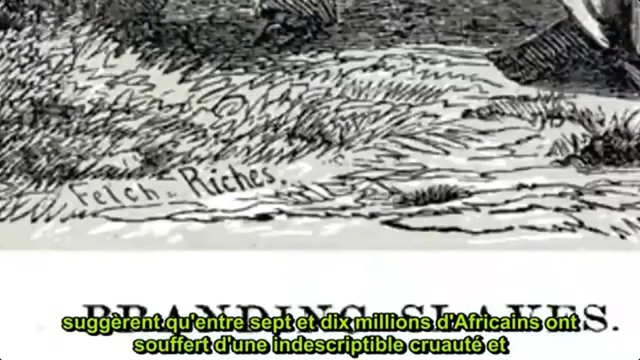 Felch-Riches.
BRANDING SLAVES.
suggèrent qu'entre sept et dix millions d'Africains ont
souffert d'une indescriptible cruauté et